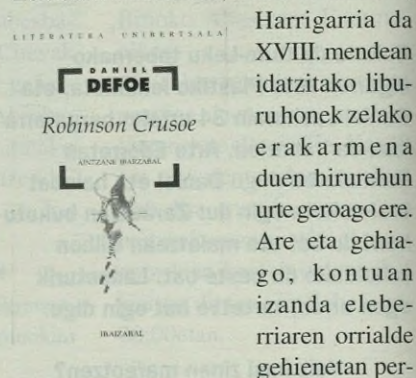 LITERATURA UNIBERTSALA
DANIEL
DEFOE
Robinson Crusoe
AINTZANE IBARZABAL
IBAIZABAL
Harrigarria da
XVIII. mendean
idatzitako libu-
ru honek zelako
erakarmena
duen hirurehun
urte geroago ere.
Are eta gehia-
go, kontuan
izanda elebe-
rriaren orrialde
gehienetan per-